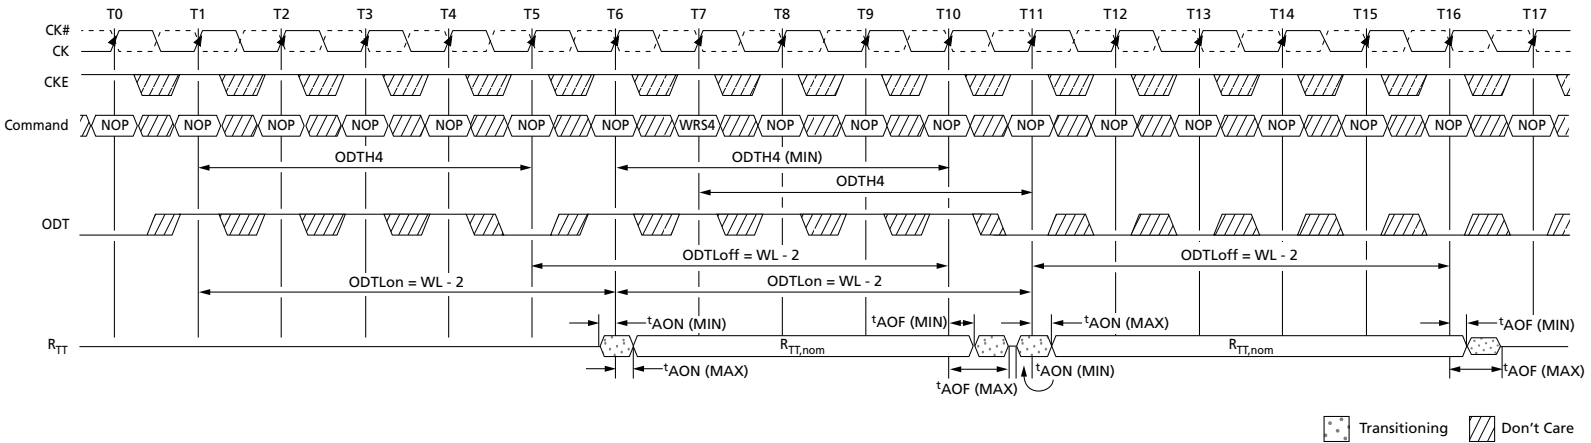 T0 T1 T2 T3 T4 T5 T6 T7 T8 T9 T10 T11 T12 T13 T14 T15 T16 T17
CK#
CK
CKE
Command NOP NOP NOP NOP NOP NOP NOP WRS4 NOP NOP NOP NOP NOP NOP NOP NOP NOP NOP
ODTH4 ODTH4 (MIN)
ODTH4
ODT
ODTLoff = WL - 2 ODTLoff = WL - 2
ODTLon = WL - 2 ODTLon = WL - 2
tAON (MIN) tAOF (MIN) tAON (MAX) tAOF (MIN)
RTT RTT,nom RTT,nom
tAON (MAX) tAON (MIN) tAOF (MAX)
tAOF (MAX)
Transitioning Don't Care